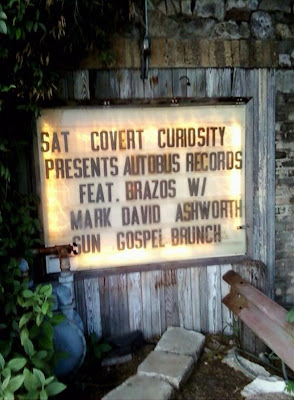 SAT COVERT CURIOSITY
PRESENTS AUTOBUS RECORDS
FEAT. BRAZOS W/
MARK DAVID ASHWORTH
SUN GOSPEL BRUNCH